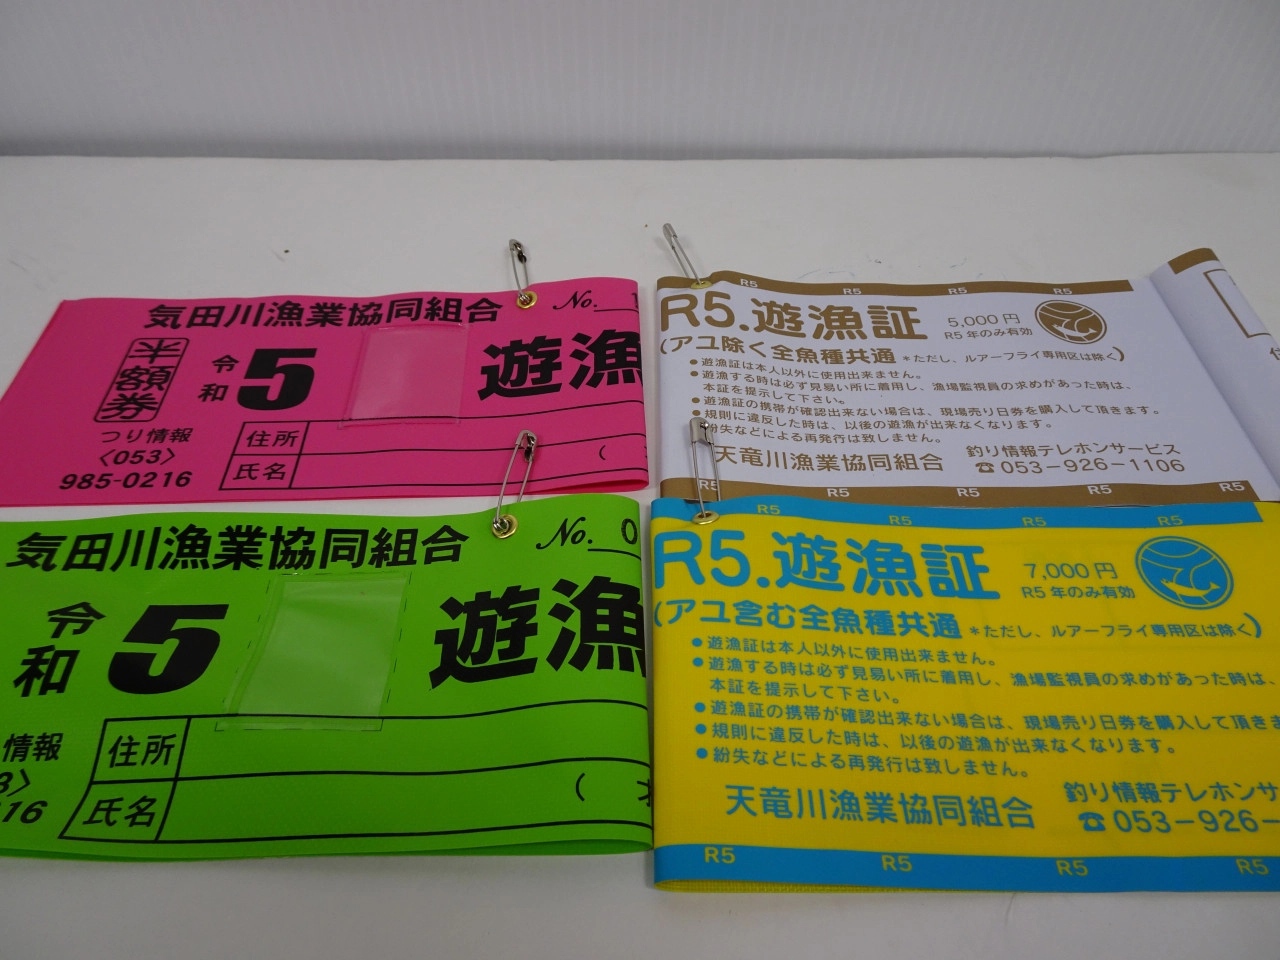 気田川漁業協同組合
No.
半額券
令和5
遊漁
つり情報
〈053〉
985-0216
住所
氏名
(
R5 R5 R5 R5
R5.遊漁証
5,000円
R5年のみ有効
(アユ除く全魚種共通 *ただし、ルアーフライ専用区は除く)
●遊漁証は本人以外に使用出来ません。
●遊漁する時は必ず見易い所に着用し、漁場監視員の求めがあった時は、
本証を提示して下さい。
●遊漁証の携帯が確認出来ない場合は、現場売り日券を購入して頂きます。
●規則に違反した時は、以後の遊漁が出来なくなります。
紛失などによる再発行は致しません。
天竜川漁業協同組合
釣り情報テレホンサービス
☎053-926-1106
R5 R5 R5 R5 R5
気田川漁業協同組合
No. 0
令和5
遊漁
情報
16
住所
氏名
(
R5 R5 R5 R5
R5.遊漁証
7,000円
R5年のみ有効
(アユ含む全魚種共通 *ただし、ルアーフライ専用区は除く)
●遊漁証は本人以外に使用出来ません。
●遊漁する時は必ず見易い所に着用し、漁場監視員の求めがあった時は、
本証を提示して下さい。
●遊漁証の携帯が確認出来ない場合は、現場売り日券を購入して頂きま
●規則に違反した時は、以後の遊漁が出来なくなります。
●紛失などによる再発行は致しません。
天竜川漁業協同組合
釣り情報テレホンサ
☎053-926-
R5 R5 R5 R5